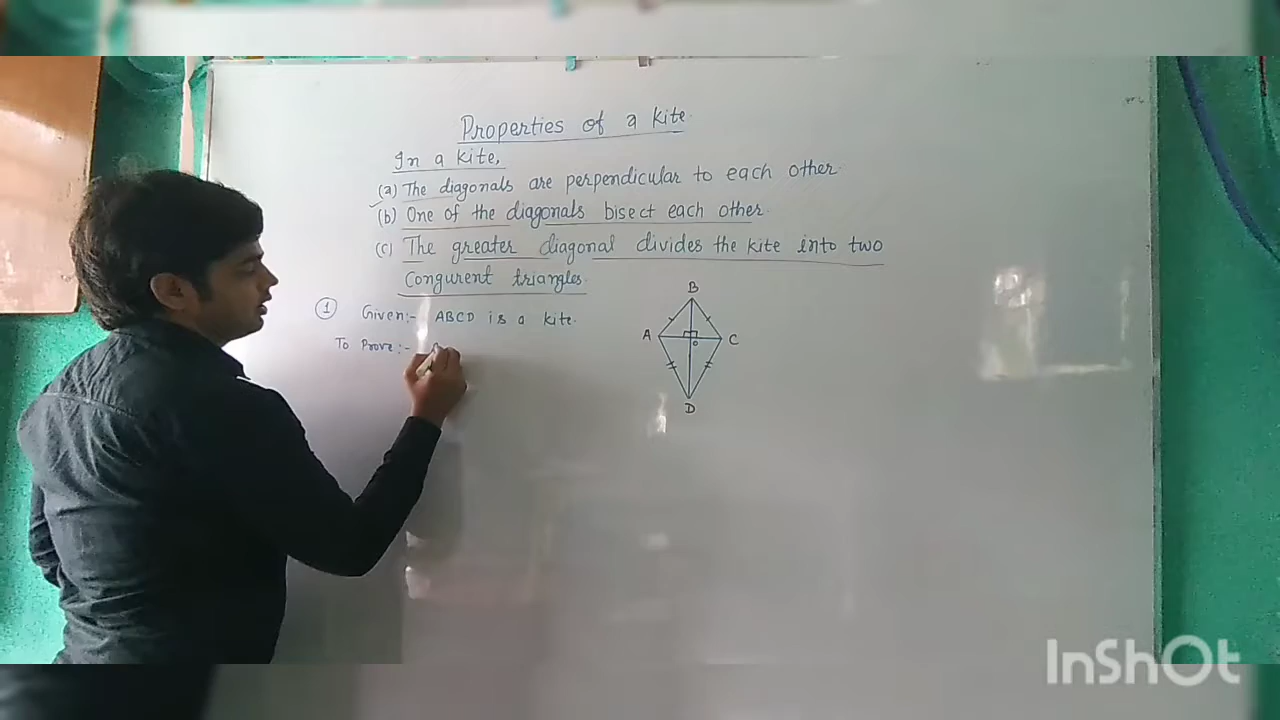 Properties of a kite.
In a kite,
(a) The diagonals are perpendicular to each other.
(b) One of the diagonals bisect each other.
(c) The greater diagonal divides the kite into two
Congurent triangles.
① Given:- ABCD is a kite.
To Prove:-
B
A
C
D
InShOt